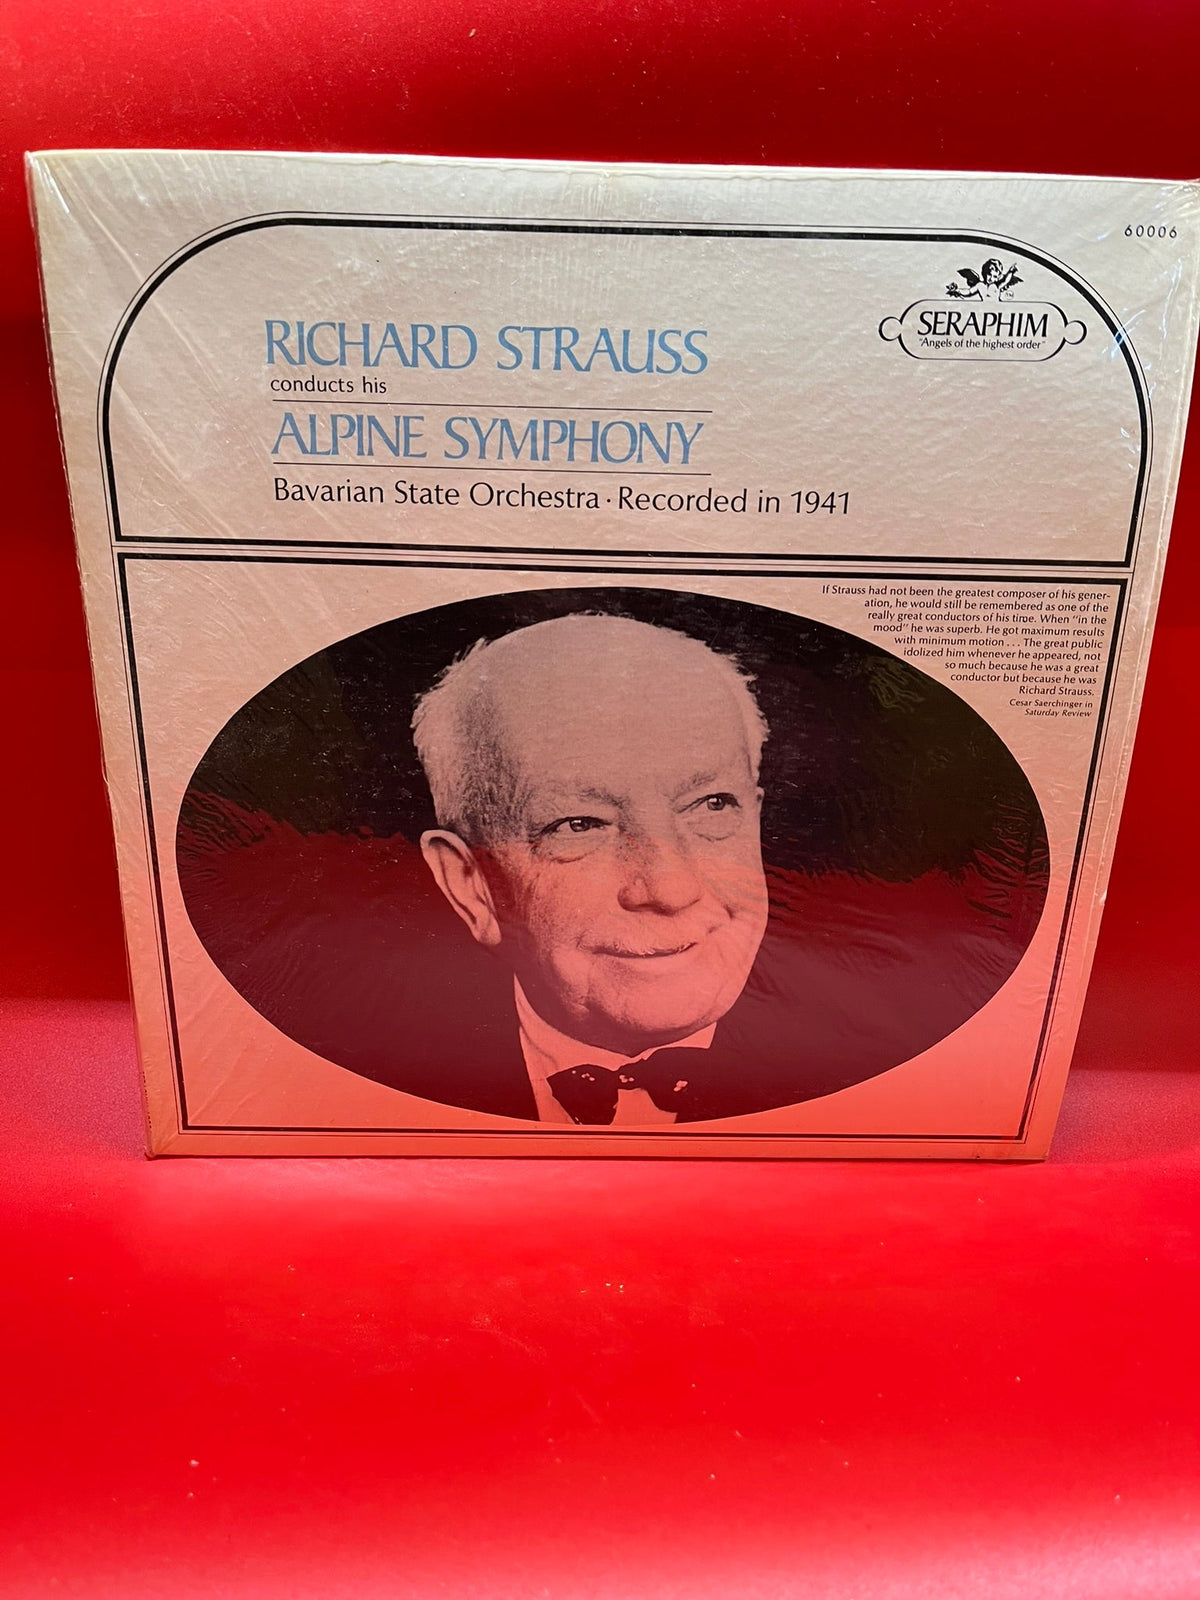 60006
SERAPHIM
TM
"Angels of the highest order"
RICHARD STRAUSS
conducts his
ALPINE SYMPHONY
Bavarian State Orchestra · Recorded in 1941
If Strauss had not been the greatest composer of his gener-
ation, he would still be remembered as one of the
really great conductors of his time. When "in the
mood" he was superb. He got maximum results
with minimum motion . . . The great public
idolized him whenever he appeared, not
so much because he was a great
conductor but because he was
Richard Strauss.
Cesar Saerchinger in
Saturday Review